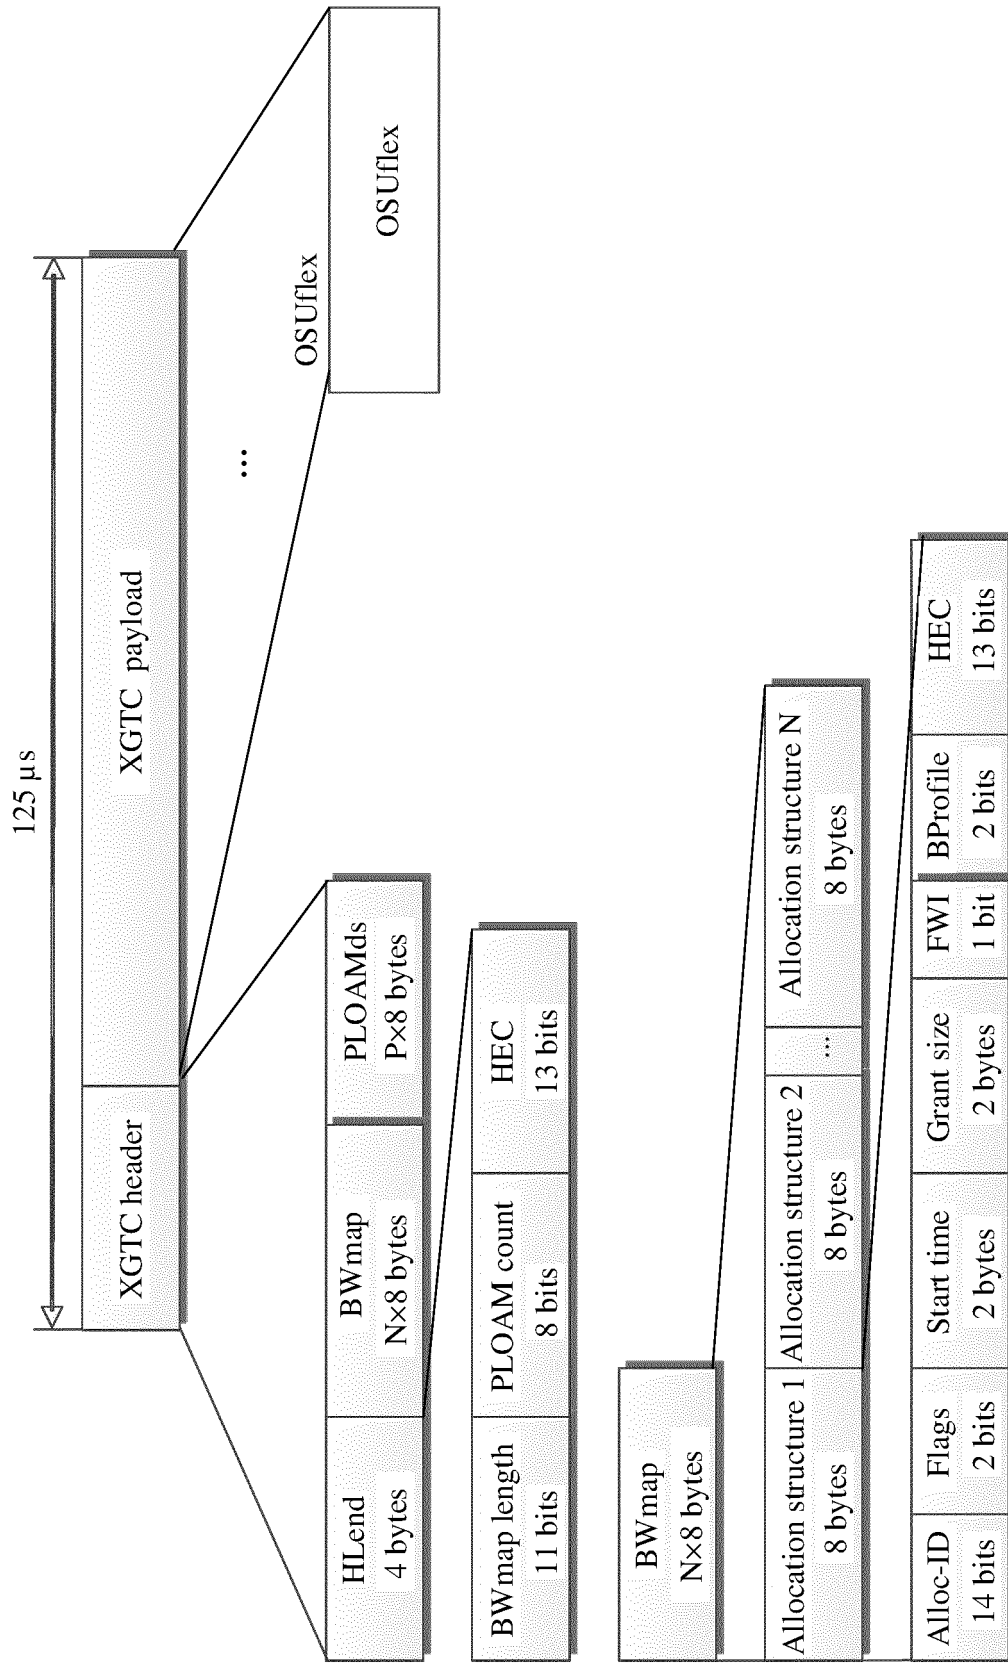 125 μs
XGTC header
XGTC payload
...
OSUflex
OSUflex
HLend
4 bytes
BWmap
N×8 bytes
PLOAMds
P×8 bytes
BWmap length
11 bits
PLOAM count
8 bits
HEC
13 bits
BWmap
N×8 bytes
Allocation structure 1
8 bytes
Allocation structure 2
8 bytes
...
Allocation structure N
8 bytes
Alloc-ID
14 bits
Flags
2 bits
Start time
2 bytes
Grant size
2 bytes
FWI
1 bit
BProfile
2 bits
HEC
13 bits